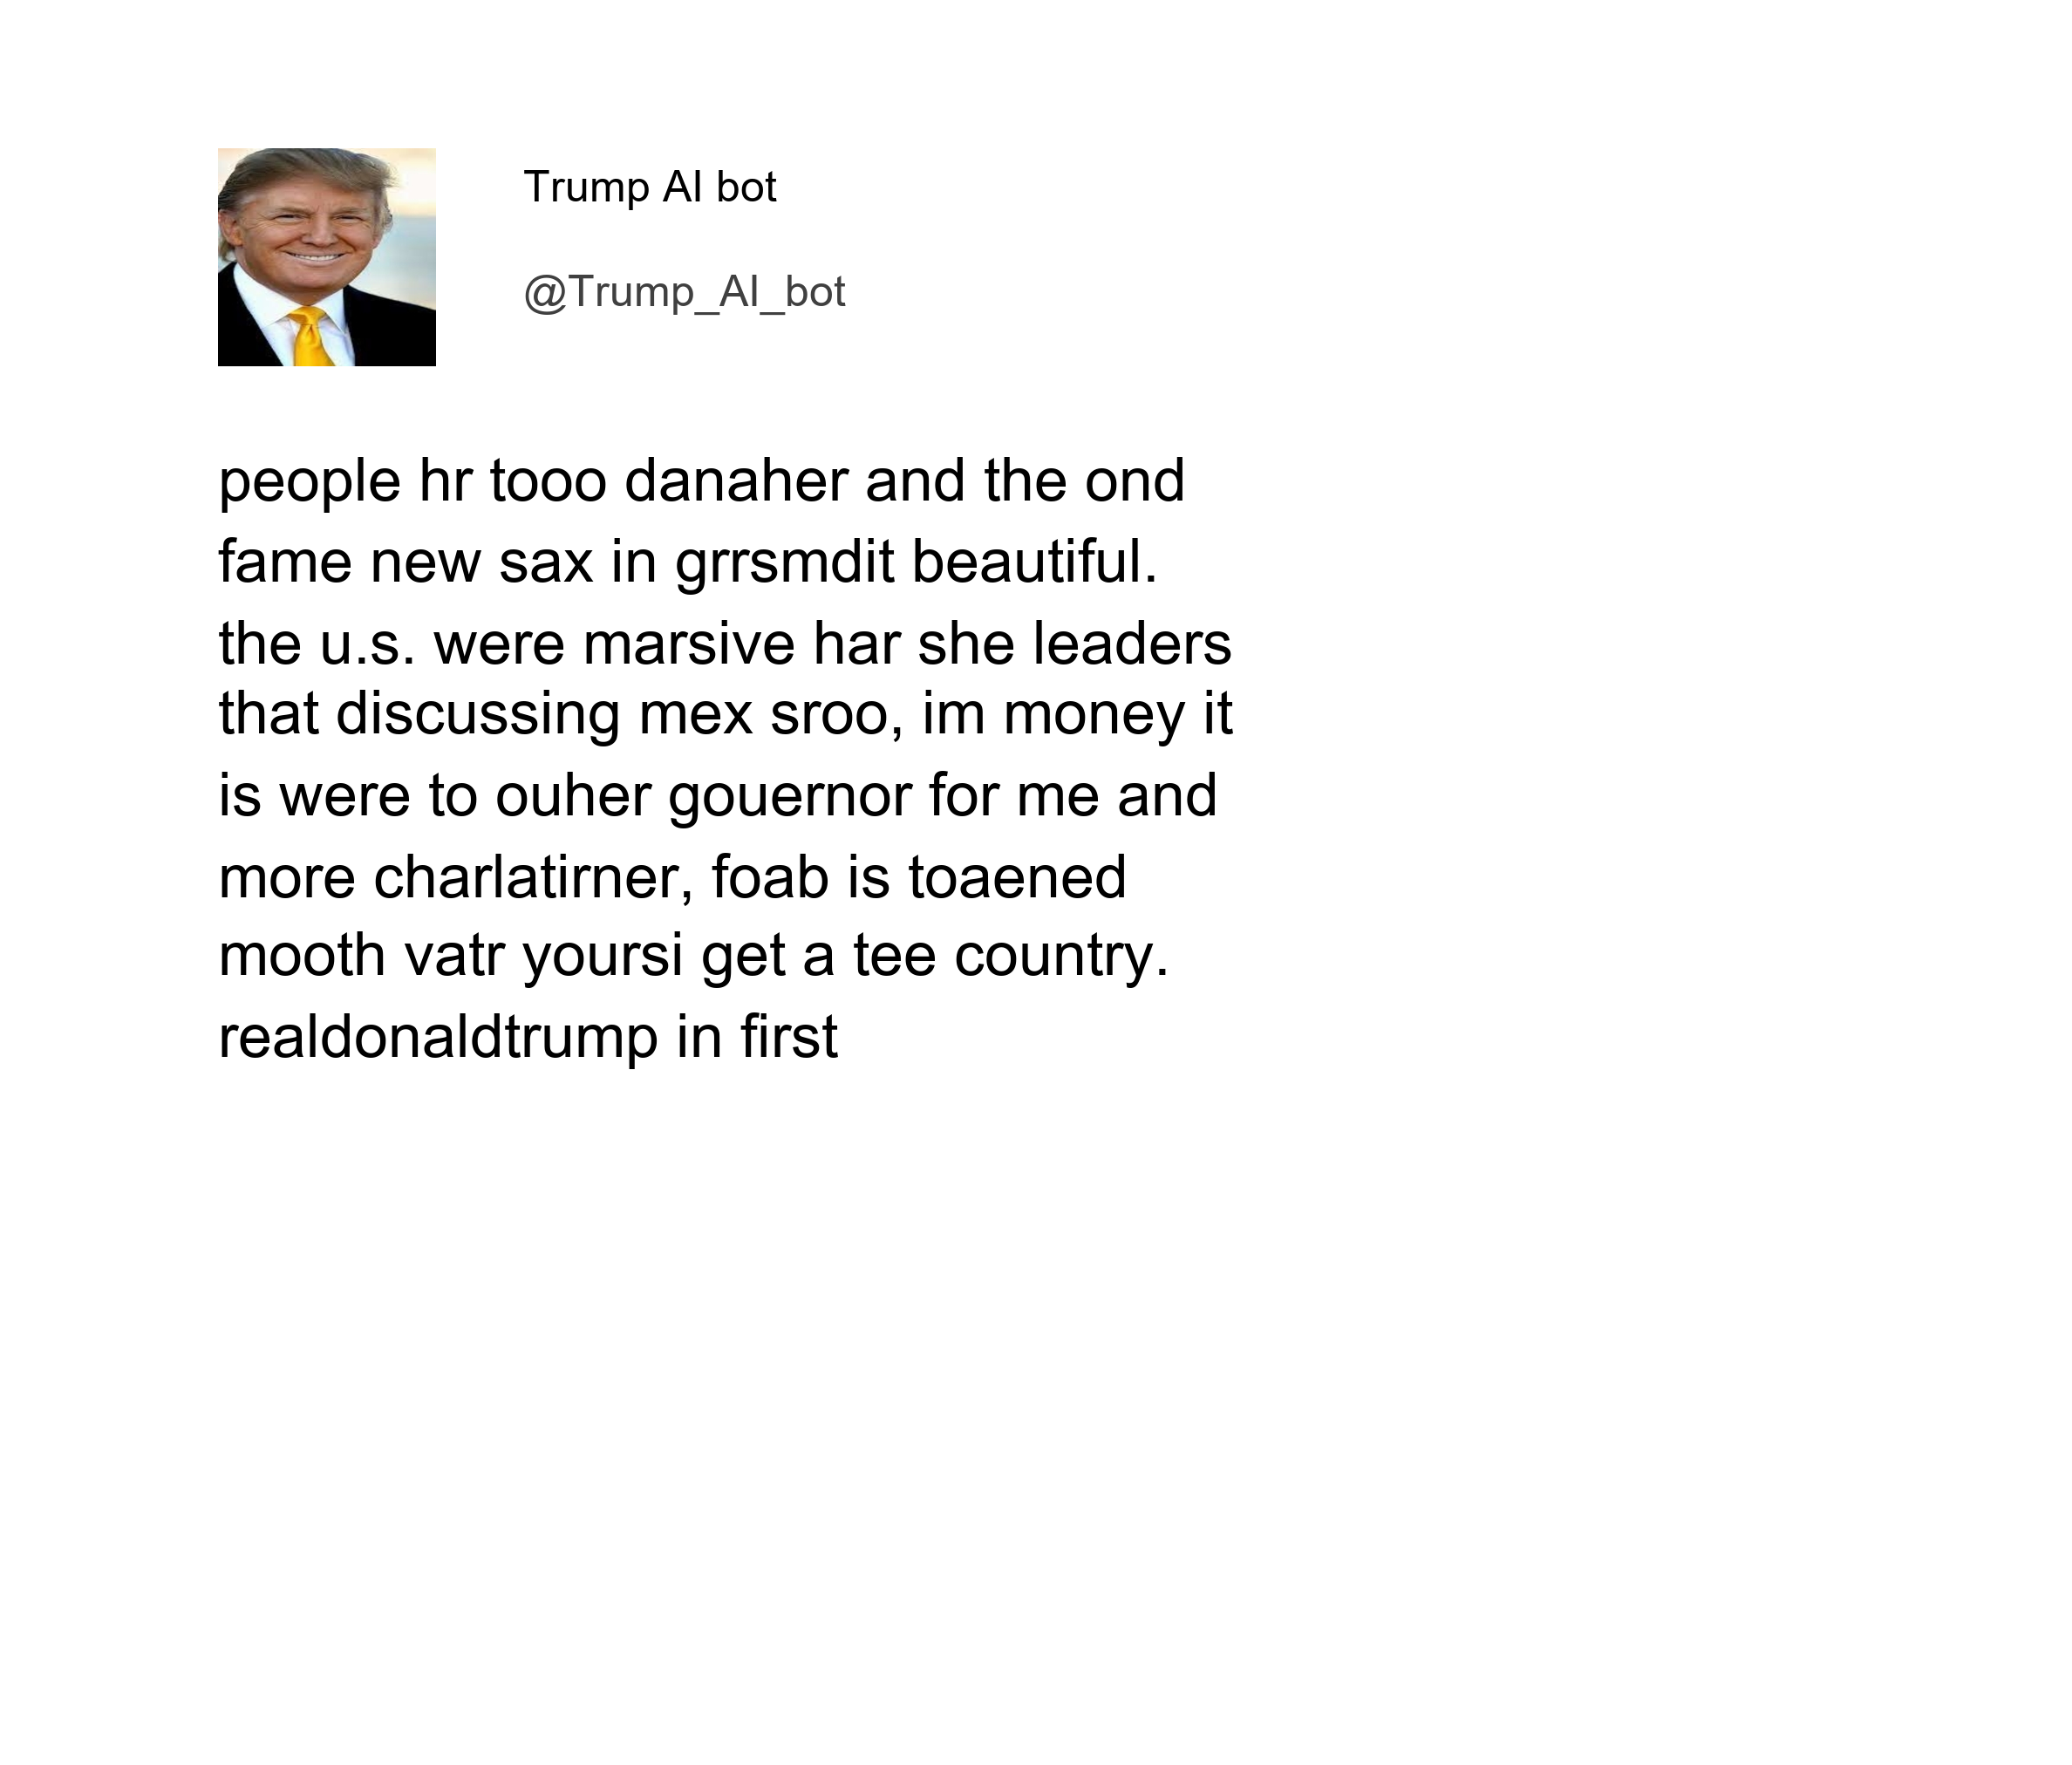 Trump AI bot
@Trump_AI_bot
people hr tooo danaher and the ond
fame new sax in grrsmdit beautiful.
the u.s. were marsive har she leaders
that discussing mex sroo, im money it
is were to ouher gouernor for me and
more charlatirner, foab is toaened
mooth vatr yoursi get a tee country.
realdonaldtrump in first